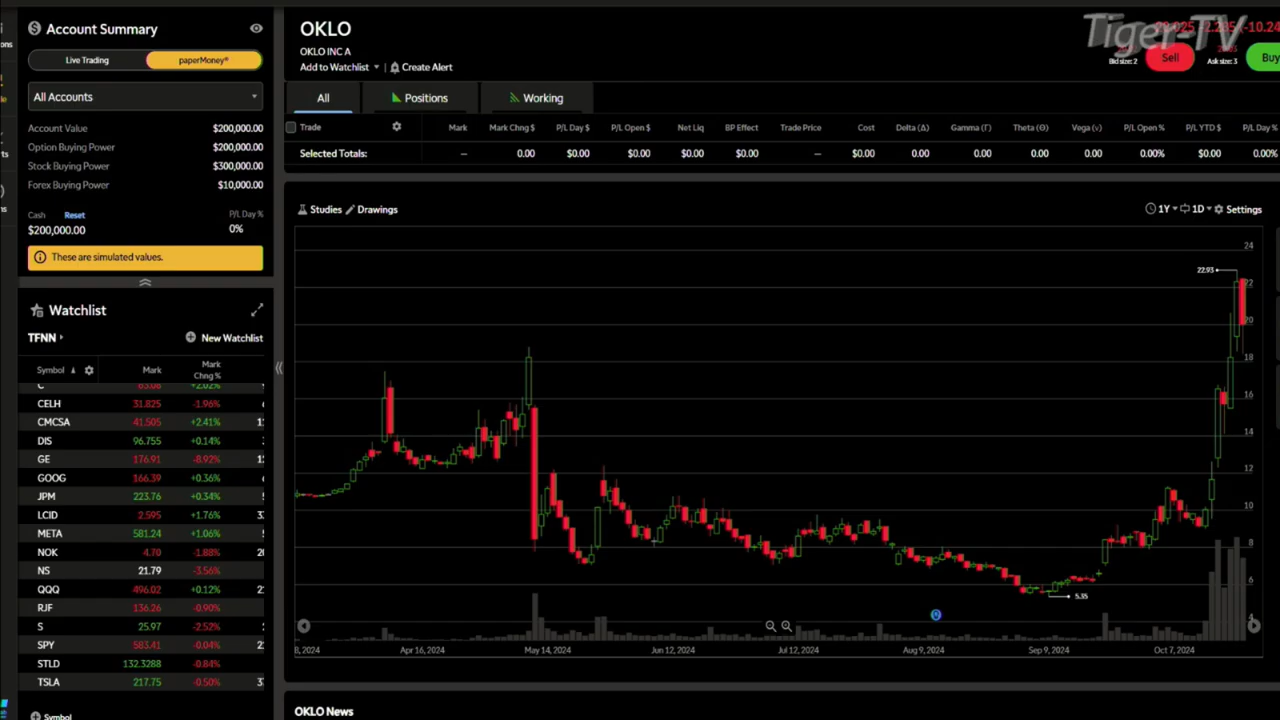 Account Summary
Live Trading
paperMoney®
All Accounts
Account Value $200,000.00
Option Buying Power $200,000.00
Stock Buying Power $300,000.00
Forex Buying Power $10,000.00
Cash Reset P/L Day %
$200,000.00 0%
These are simulated values.
Watchlist
TFNN New Watchlist
Symbol Mark Mark Chng %
C 63.06 +2.02%
CELH 31.825 -1.96%
CMCSA 41.505 +2.41%
DIS 96.755 +0.14%
GE 176.91 -8.92%
GOOG 166.39 +0.36%
JPM 223.76 +0.34%
LCID 2.595 +1.76%
META 581.24 +1.06%
NOK 4.70 -1.88%
NS 21.79 -3.56%
QQQ 496.02 +0.12%
RJF 136.26 -0.90%
S 25.97 -2.52%
SPY 583.41 -0.04%
STLD 132.3288 -0.84%
TSLA 217.75 -0.50%
Symbol
OKLO
OKLO INC A
Add to Watchlist Create Alert
Tiger-TV
(-10.24
Bid size: 2
Sell
Ask size: 3
Buy
All Positions Working
Trade Mark Mark Chng $ P/L Day $ P/L Open $ Net Liq BP Effect Trade Price Cost Delta (Δ) Gamma (Γ) Theta (Θ) Vega (ν) P/L Open % P/L YTD $ P/L Day %
Selected Totals: – 0.00 $0.00 $0.00 $0.00 $0.00 – $0.00 0.00 0.00 0.00 0.00 0.00% $0.00 0.00%
Studies Drawings 1Y 1D Settings
24
22.93
22
20
18
16
14
12
10
8
6
5.35
4
8, 2024 Apr 16, 2024 May 14, 2024 Jun 12, 2024 Jul 12, 2024 Aug 9, 2024 Sep 9, 2024 Oct 7, 2024
OKLO News